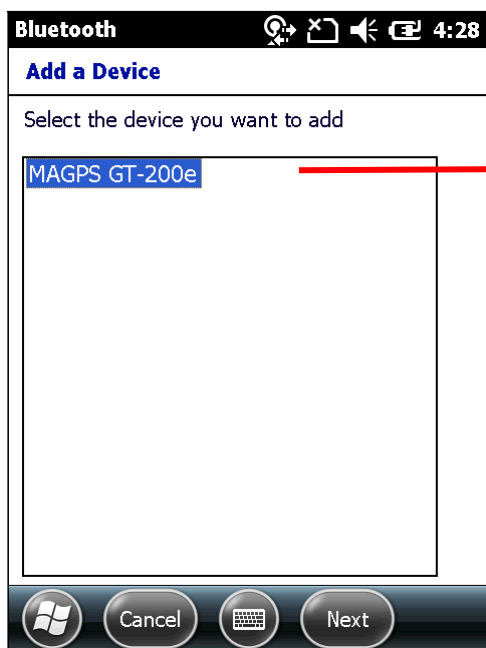 Bluetooth 4:28
Add a Device
Select the device you want to add
MAGPS GT-200e
Cancel Next